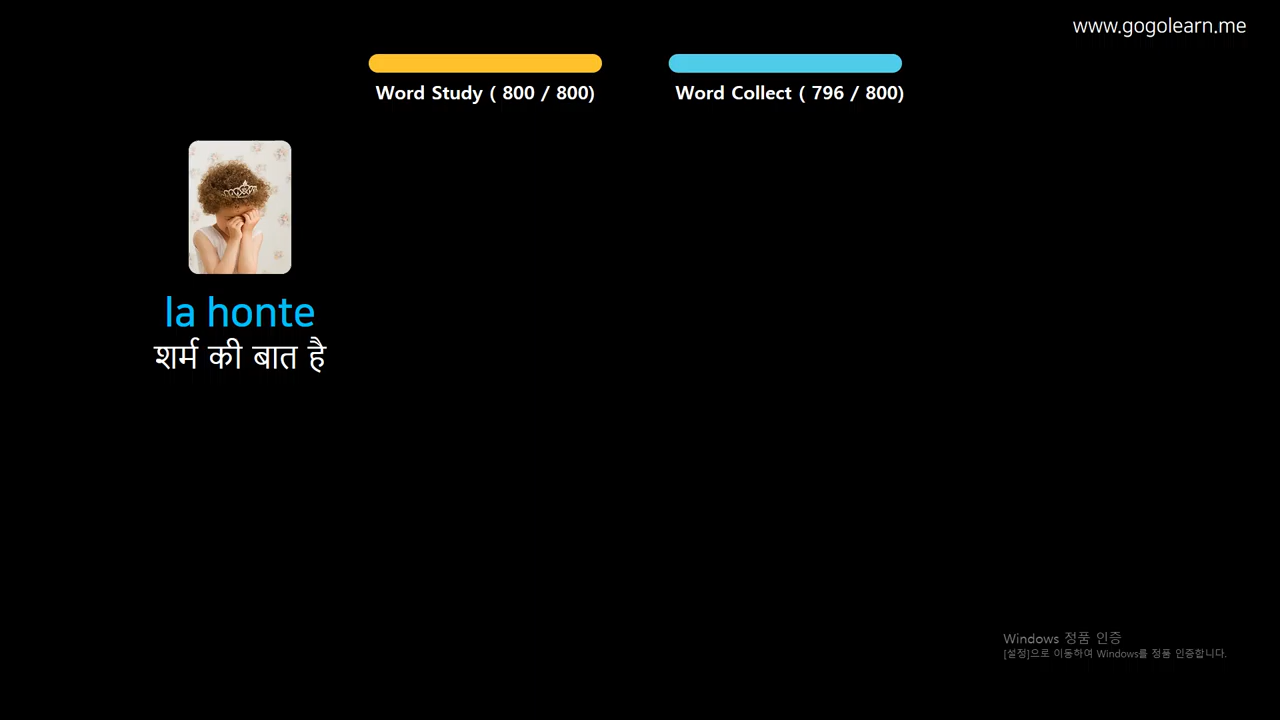 www.gogolearn.me
Word Study ( 800 / 800)
Word Collect ( 796 / 800)
la honte
शर्म की बात है
Windows 정품 인증
[설정]으로 이동하여 Windows를 정품 인증합니다.